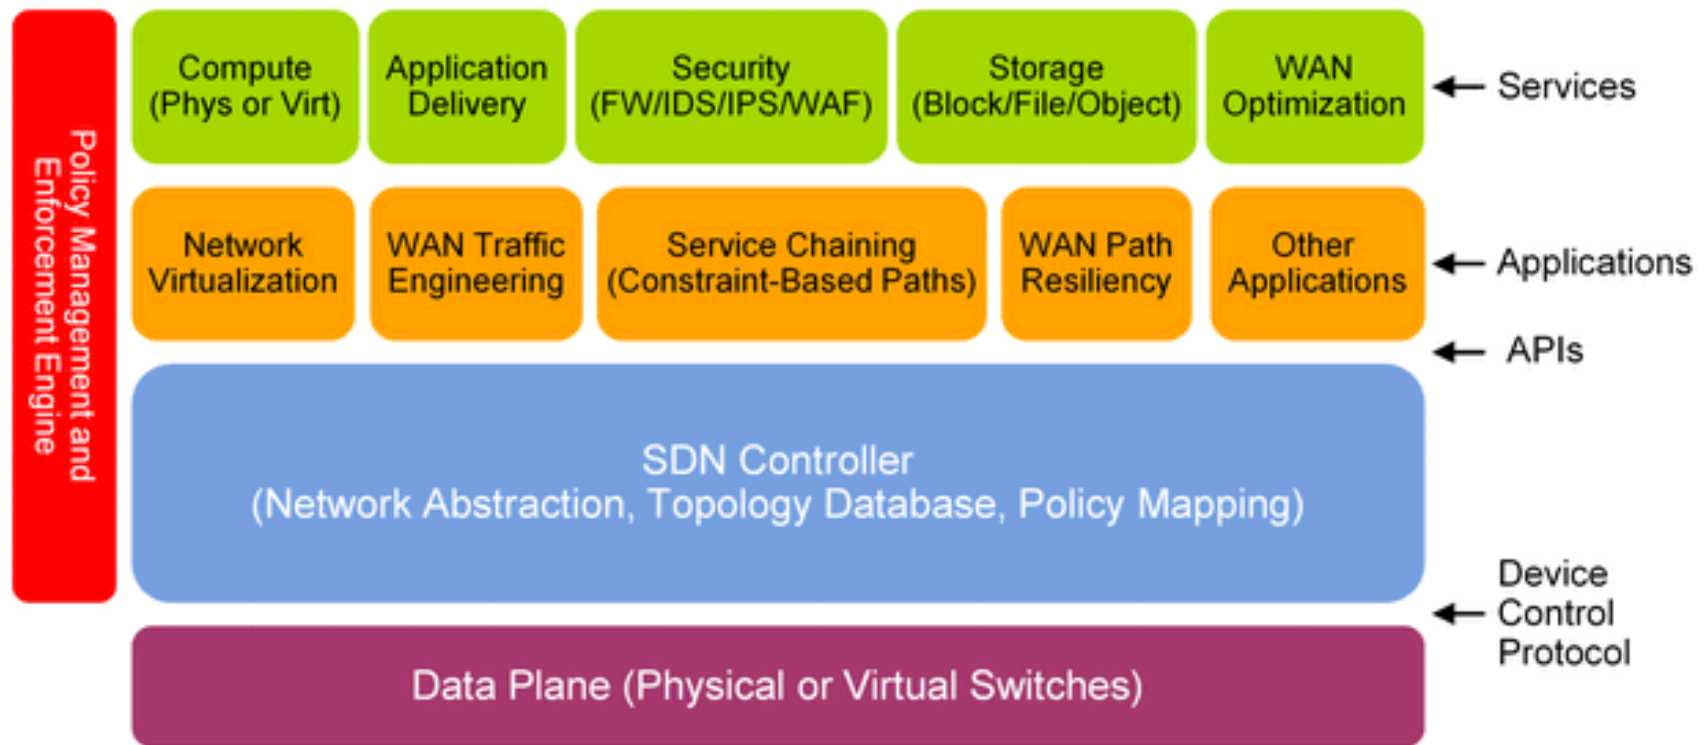 Policy Management and
Enforcement Engine
Compute
(Phys or Virt)
Application
Delivery
Security
(FW/IDS/IPS/WAF)
Storage
(Block/File/Object)
WAN
Optimization
Services
Network
Virtualization
WAN Traffic
Engineering
Service Chaining
(Constraint-Based Paths)
WAN Path
Resiliency
Other
Applications
Applications
APIs
SDN Controller
(Network Abstraction, Topology Database, Policy Mapping)
Device
Control
Protocol
Data Plane (Physical or Virtual Switches)